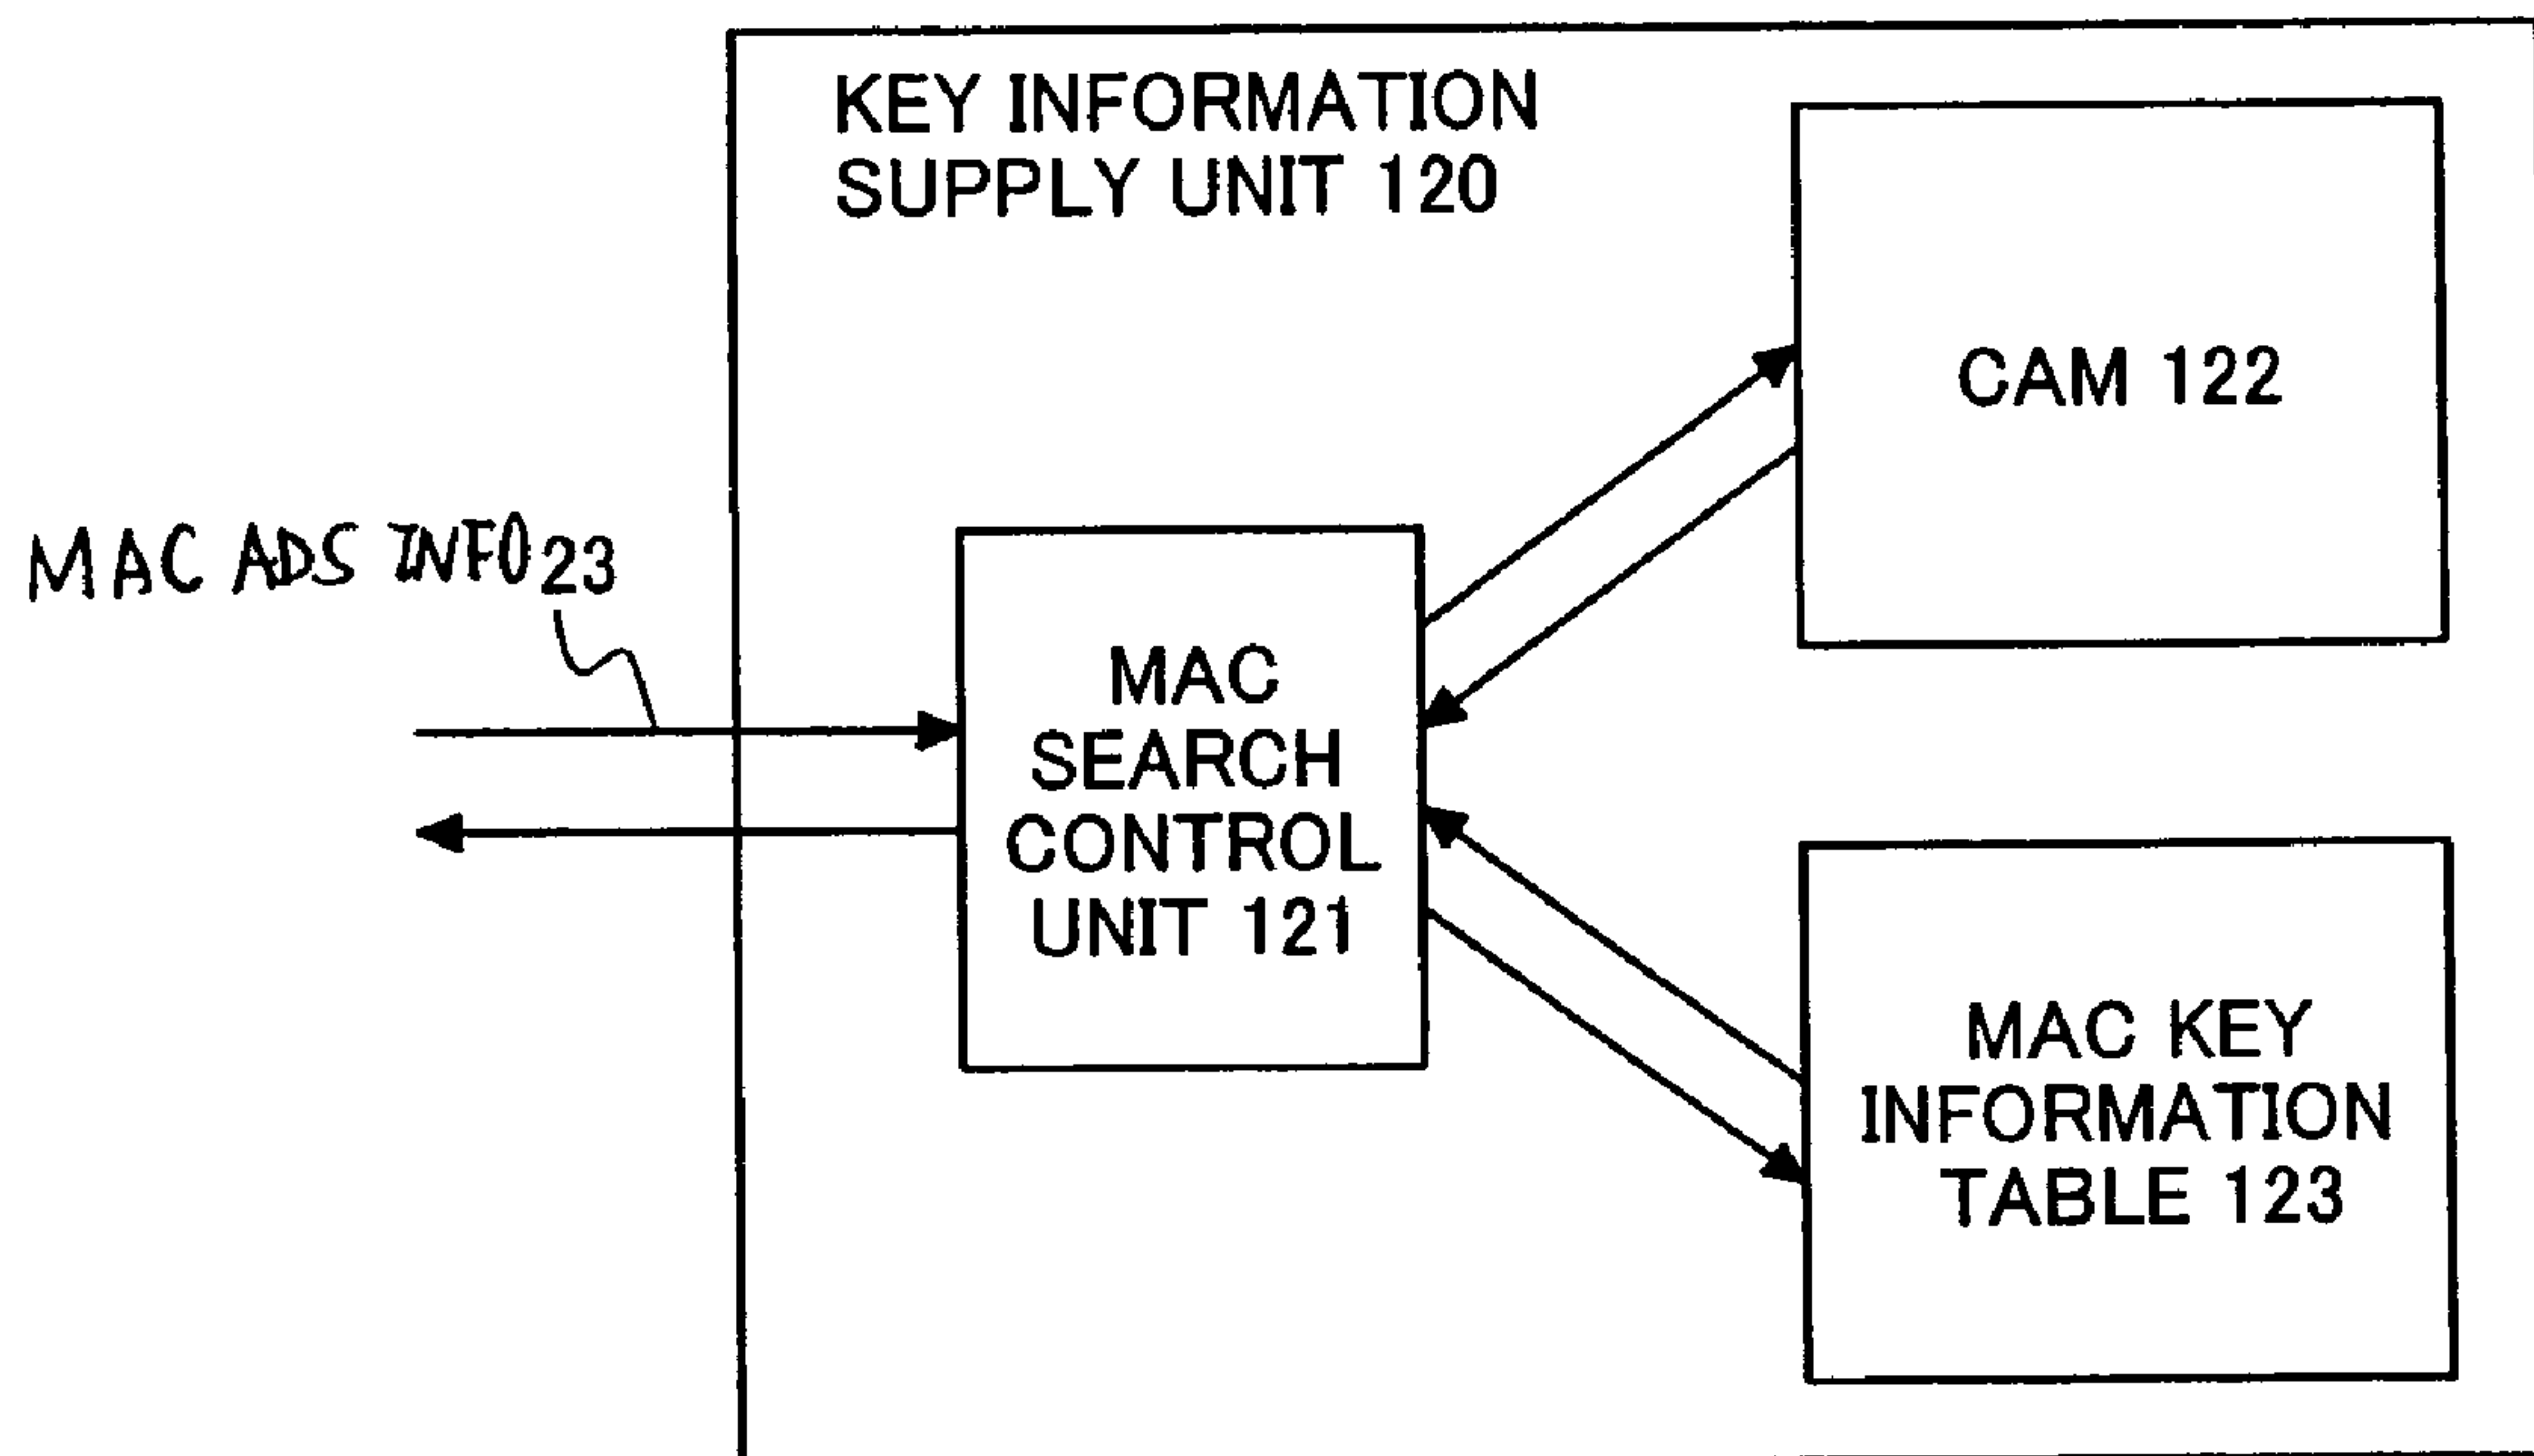 KEY INFORMATION
SUPPLY UNIT 120
CAM 122
MAC ADS INFO 23
MAC
SEARCH
CONTROL
UNIT 121
MAC KEY
INFORMATION
TABLE 123